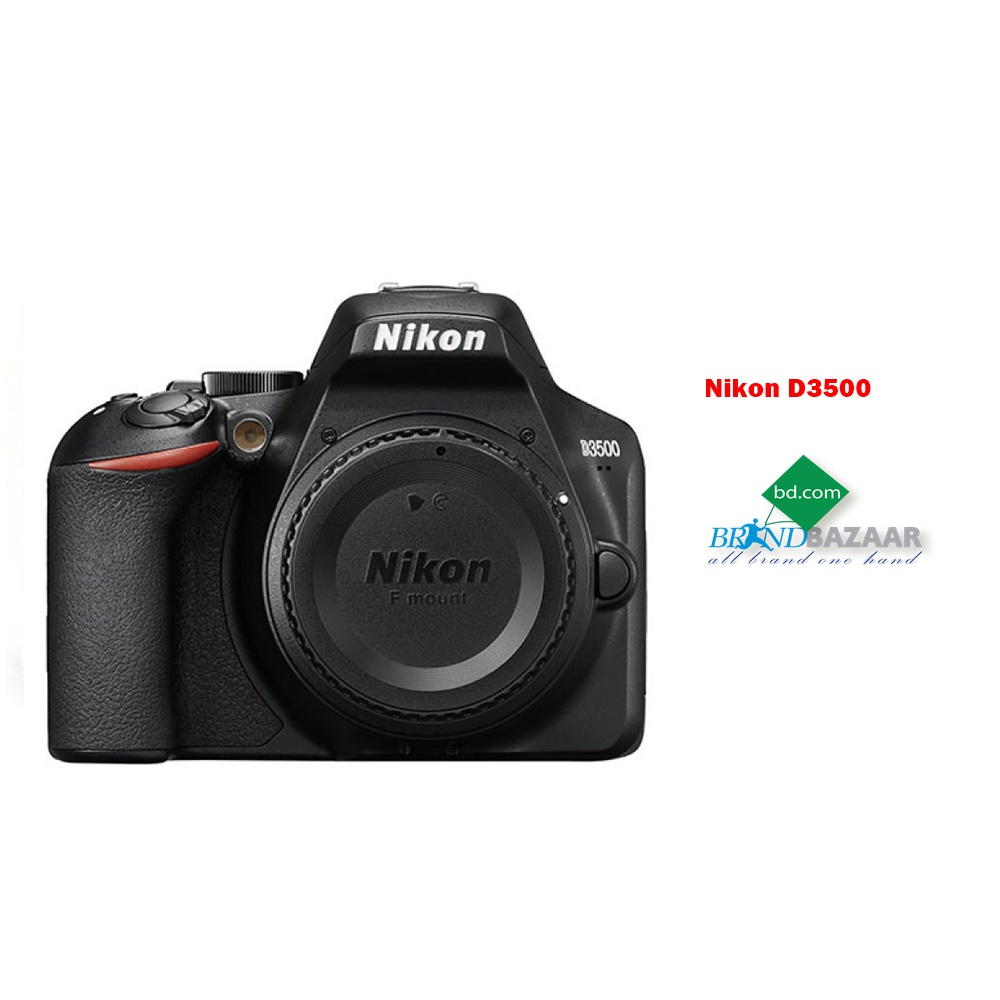 Nikon
D3500
Nikon
F mount
Nikon D3500
bd.com
BRANDBAZAAR
all brand one hand